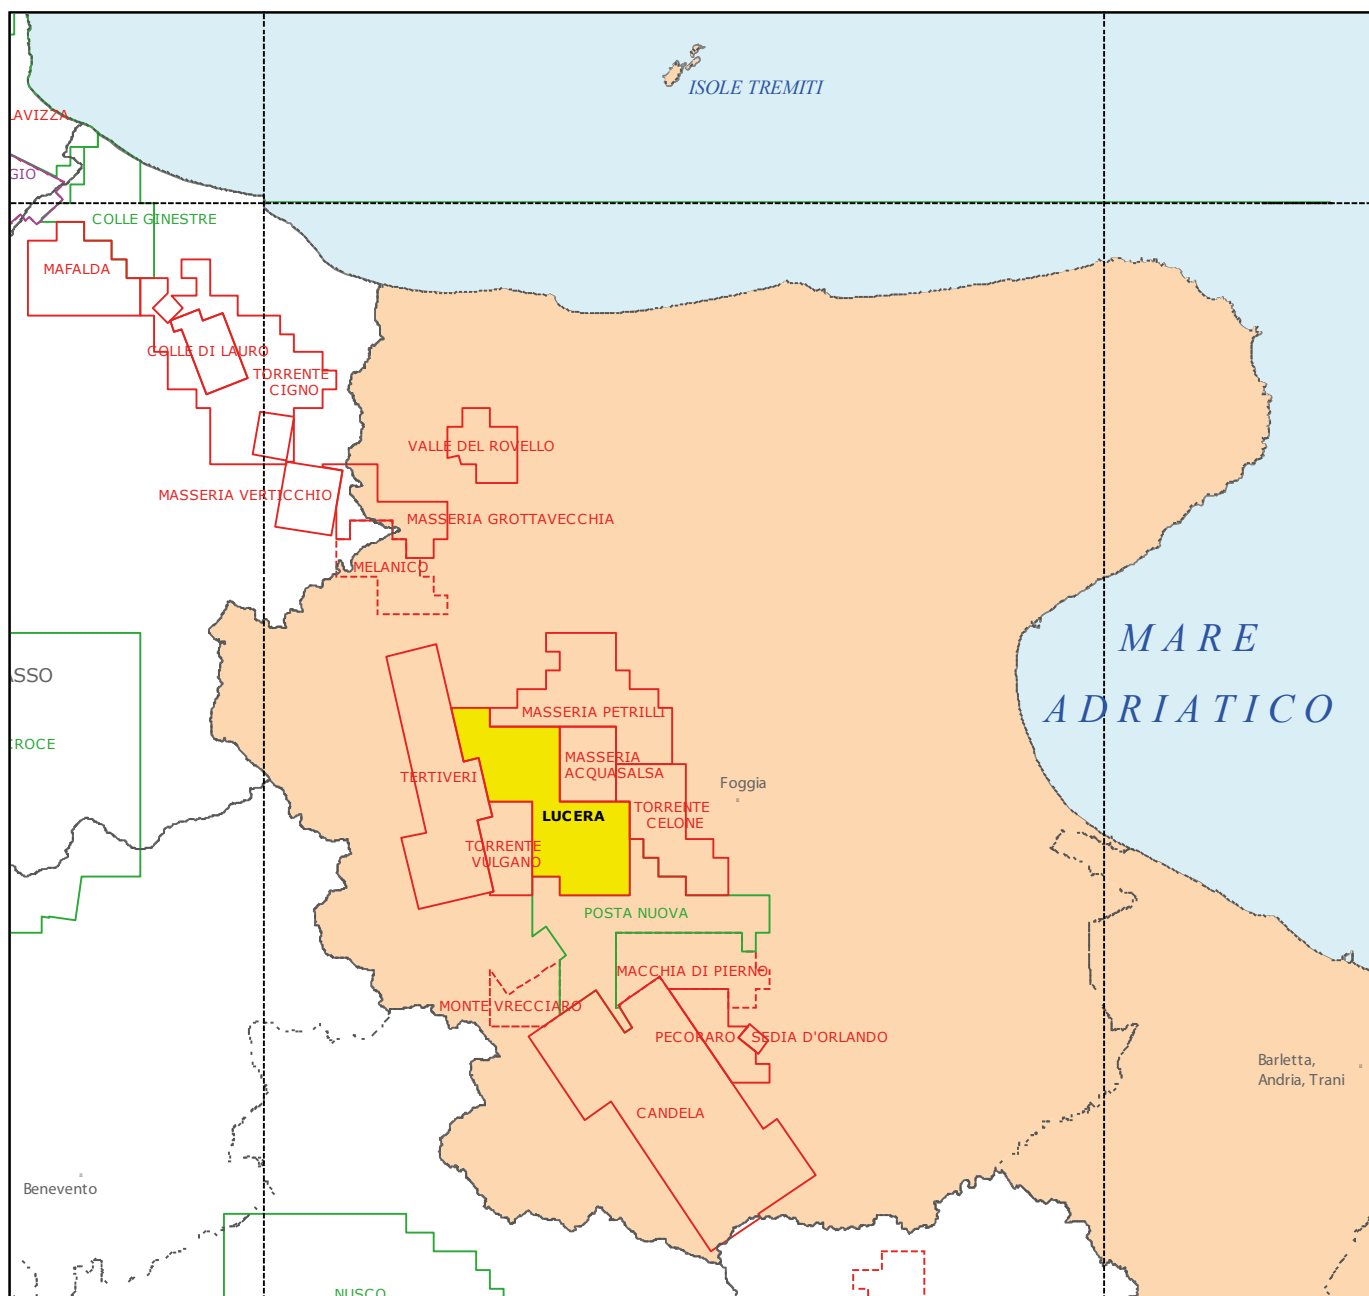 ISOLE TREMITI
LAVIZZA
GIO
COLLE GINESTRE
MAFALDA
COLLE DI LAURO
TORRENTE
CIGNO
VALLE DEL ROVELLO
MASSERIA VERTICCHIO
MASSERIA GROTTAVECCHIA
MELANICO
MARE
ADRIATICO
ASSO
CROCE
MASSERIA PETRILLI
MASSERIA
ACQUASALSA
TERTIVERI
Foggia
LUCERA
TORRENTE
CELONE
TORRENTE
VULGANO
POSTA NUOVA
MACCHIA DI PIERNO
MONTE VRECCIARO
PECORARO
SEDIA D'ORLANDO
Barletta,
Andria, Trani
CANDELA
Benevento
NUSCO